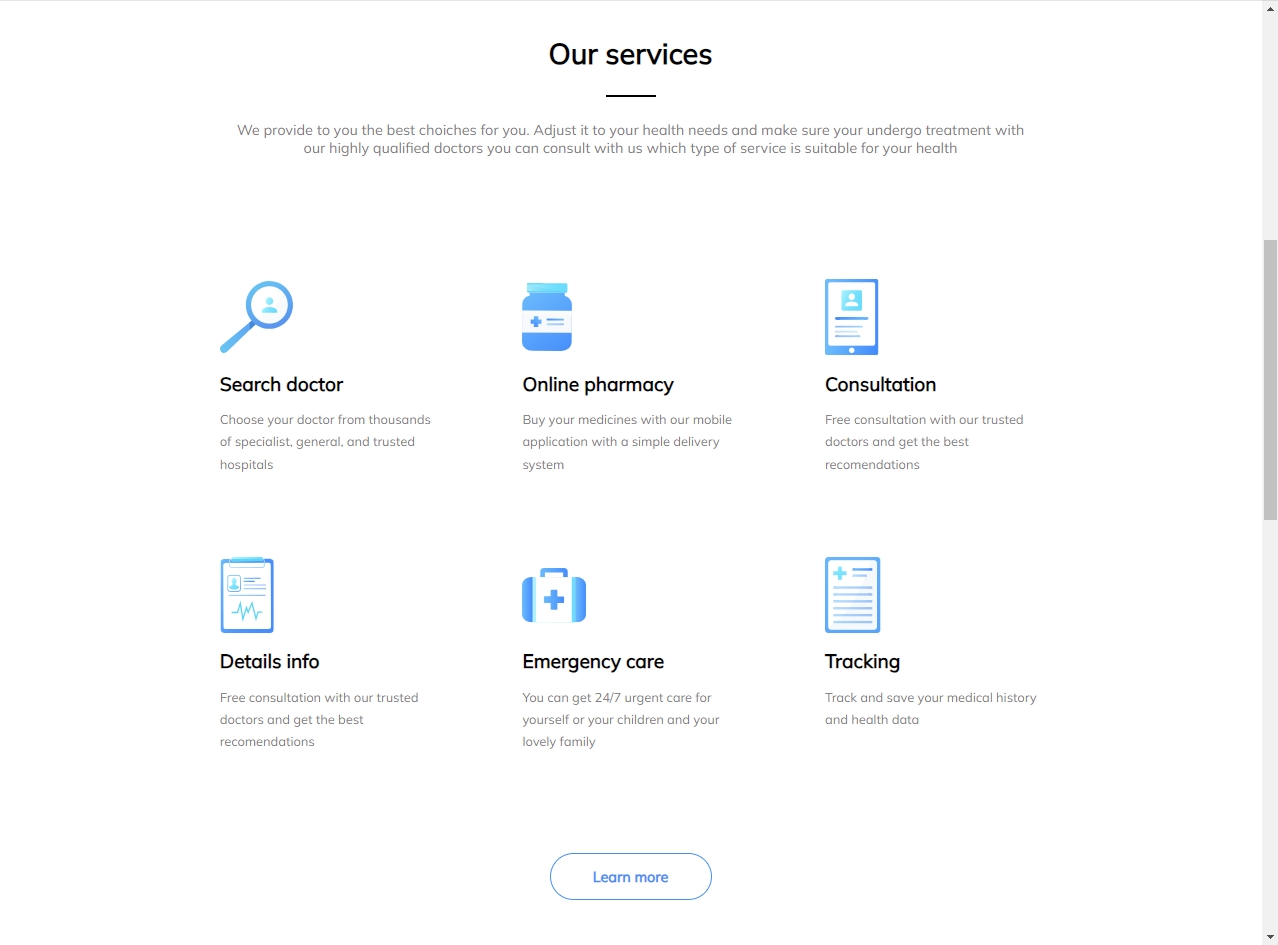 Our services
We provide to you the best choiches for you. Adjust it to your health needs and make sure your undergo treatment with
our highly qualified doctors you can consult with us which type of service is suitable for your health
Search doctor
Choose your doctor from thousands
of specialist, general, and trusted
hospitals
Online pharmacy
Buy your medicines with our mobile
application with a simple delivery
system
Consultation
Free consultation with our trusted
doctors and get the best
recomendations
Details info
Free consultation with our trusted
doctors and get the best
recomendations
Emergency care
You can get 24/7 urgent care for
yourself or your children and your
lovely family
Tracking
Track and save your medical history
and health data
Learn more